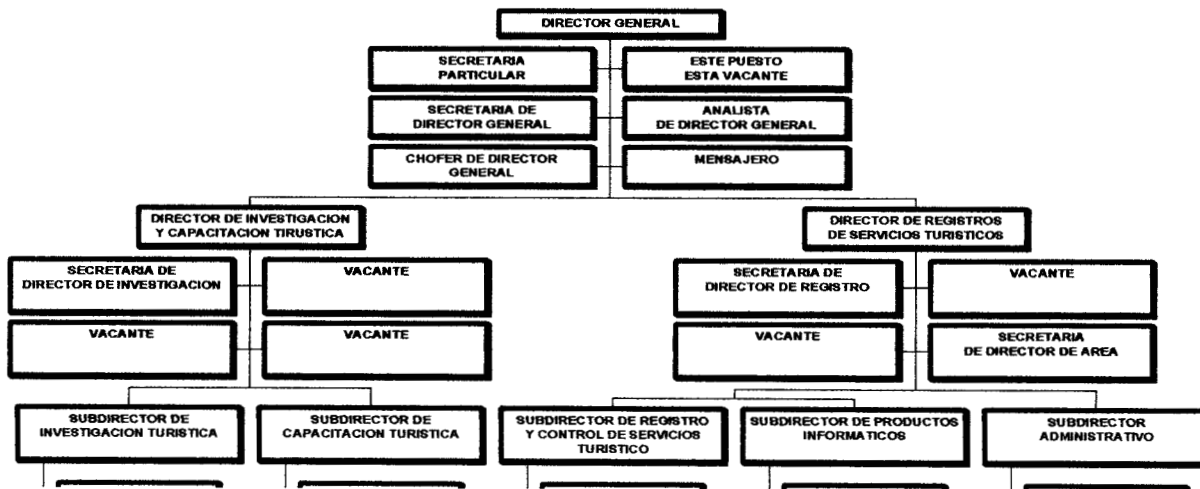 DIRECTOR GENERAL
SECRETARIA
PARTICULAR
ESTE PUESTO
ESTA VACANTE
SECRETARIA DE
DIRECTOR GENERAL
ANALISTA
DE DIRECTOR GENERAL
CHOFER DE DIRECTOR
GENERAL
MENSAJERO
DIRECTOR DE INVESTIGACION
Y CAPACITACION TIRUSTICA
DIRECTOR DE REGISTROS
DE SERVICIOS TURISTICOS
SECRETARIA DE
DIRECTOR DE INVESTIGACION
VACANTE
SECRETARIA DE
DIRECTOR DE REGISTRO
VACANTE
VACANTE
VACANTE
VACANTE
SECRETARIA
DE DIRECTOR DE AREA
SUBDIRECTOR DE
INVESTIGACION TURISTICA
SUBDIRECTOR DE
CAPACITACION TURISTICA
SUBDIRECTOR DE REGISTRO
Y CONTROL DE SERVICIOS
TURISTICO
SUBDIRECTOR DE PRODUCTOS
INFORMATICOS
SUBDIRECTOR
ADMINISTRATIVO